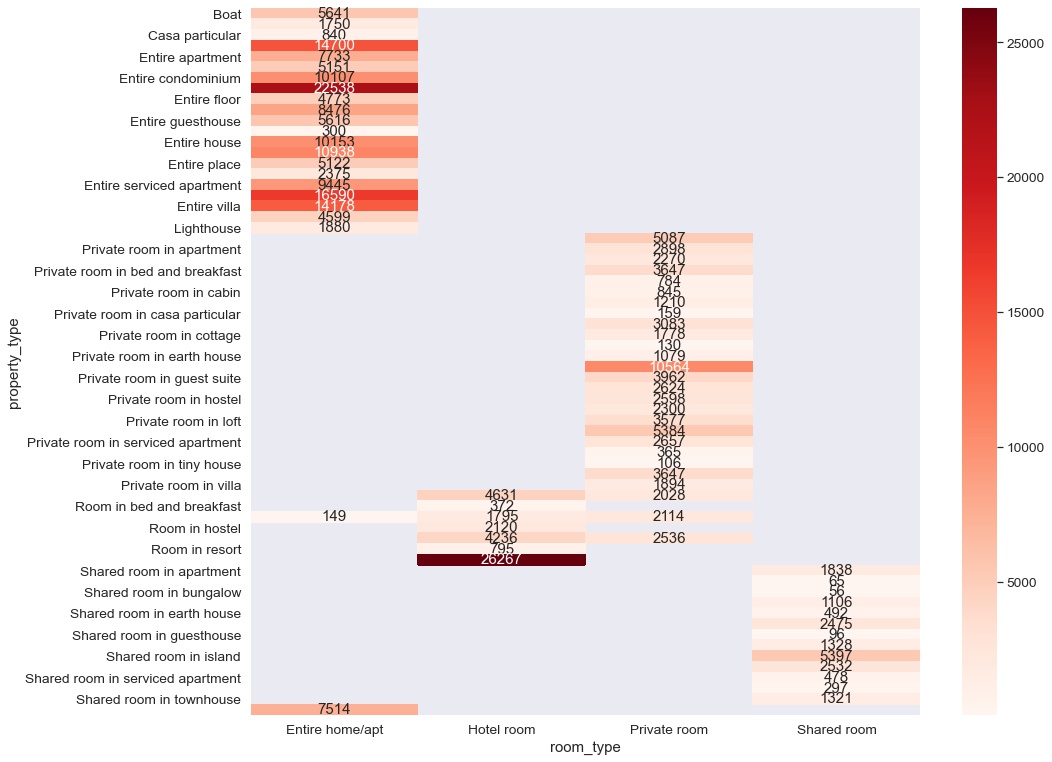 Boat 5641
1750
Casa particular 840
14700
Entire apartment 7733
5151
Entire condominium 10107
22538
Entire floor 4773
8476
Entire guesthouse 5616
300
Entire house 10153
10938
Entire place 5122
2375
Entire serviced apartment 9445
16590
Entire villa 14178
4599
Lighthouse 1880
5087
Private room in apartment 2898
2270
Private room in bed and breakfast 3647
784
Private room in cabin 845
1210
Private room in casa particular 159
3083
Private room in cottage 1778
130
Private room in earth house 1079
10564
Private room in guest suite 3962
2624
Private room in hostel 2598
2300
Private room in loft 3577
5384
Private room in serviced apartment 2657
365
Private room in tiny house 106
3647
Private room in villa 1894
4631 2028
Room in bed and breakfast 372
149 1795 2114
Room in hostel 2120
4236 2536
Room in resort 795
26267
Shared room in apartment 1838
65
Shared room in bungalow 56
1106
Shared room in earth house 492
2475
Shared room in guesthouse 96
1328
Shared room in island 5397
2532
Shared room in serviced apartment 478
297
Shared room in townhouse 1321
7514
property_type
Entire home/apt Hotel room Private room Shared room
room_type
25000
20000
15000
10000
5000